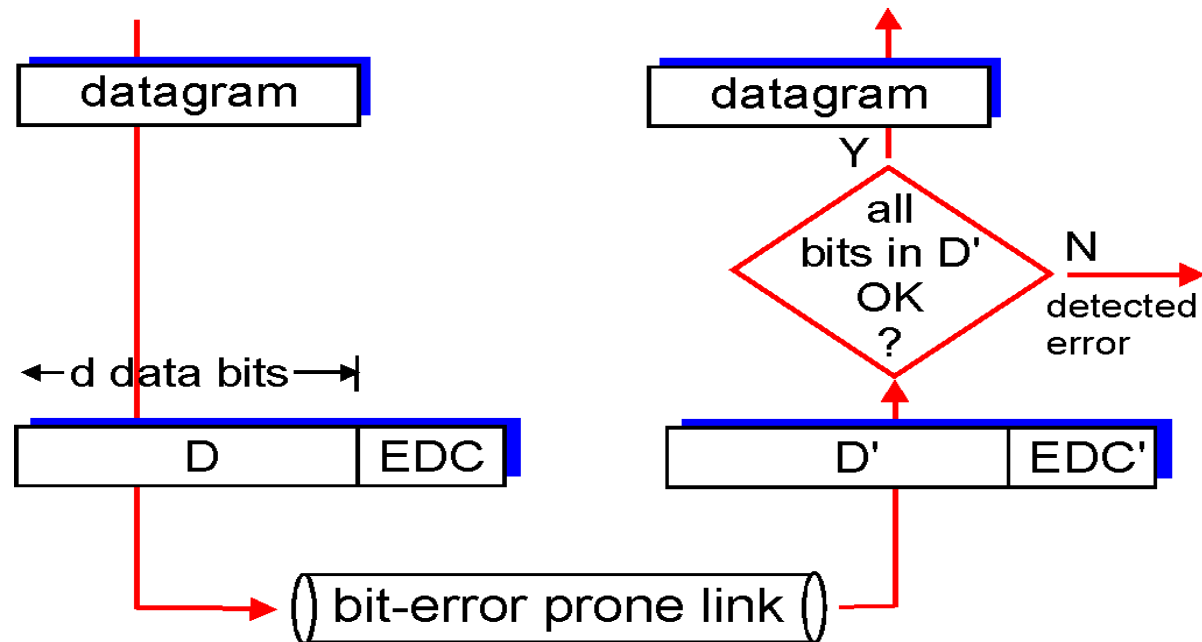 datagram
d data bits
D
EDC
bit-error prone link
datagram
Y
all
bits in D'
OK
?
N
detected
error
D'
EDC'